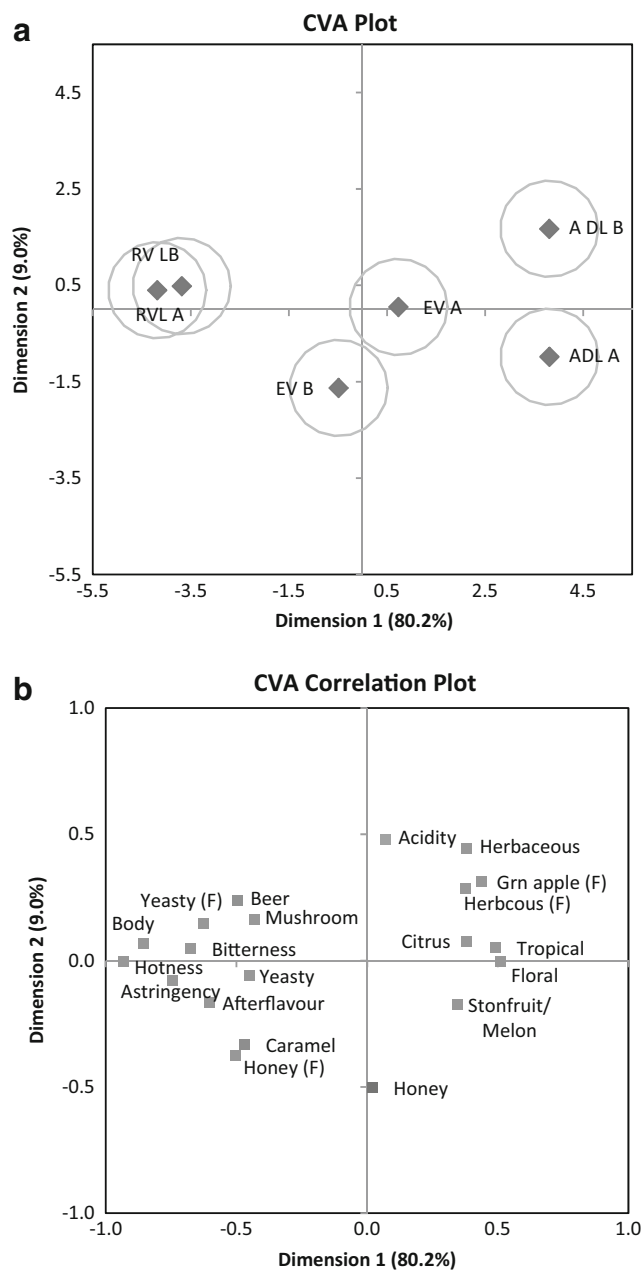 a
CVA Plot
4.5
2.5
0.5
-1.5
-3.5
-5.5
-5.5
-3.5
-1.5
0.5
2.5
4.5
Dimension 2 (9.0%)
Dimension 1 (80.2%)
RV LB
RVL A
EV A
EV B
A DL B
ADL A
b
CVA Correlation Plot
1.0
0.5
0.0
-0.5
-1.0
-1.0
-0.5
0.0
0.5
1.0
Dimension 2 (9.0%)
Dimension 1 (80.2%)
Acidity
Herbaceous
Grn apple (F)
Herbcous (F)
Citrus
Tropical
Floral
Stonfruit/
Melon
Honey
Yeasty (F)
Beer
Mushroom
Body
Bitterness
Hotness
Yeasty
Astringency
Afterflavour
Caramel
Honey (F)